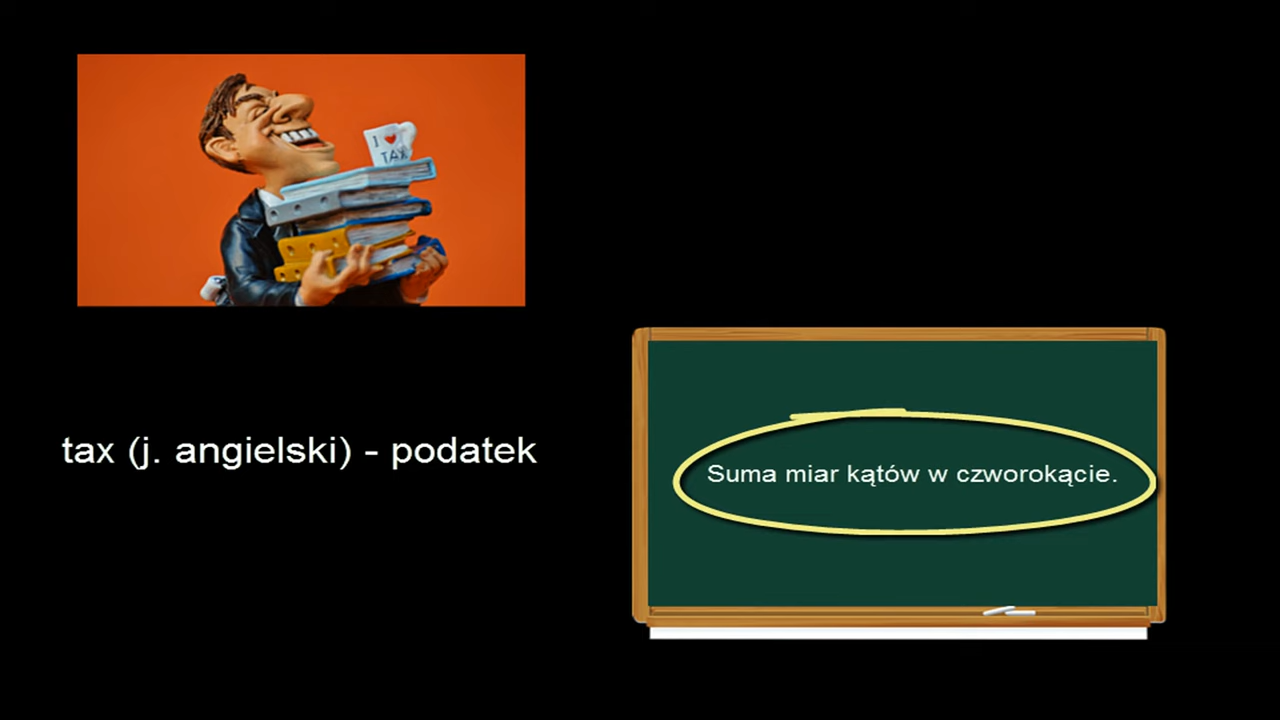 I ❤ TAX
tax (j. angielski) - podatek
Suma miar kątów w czworokącie.